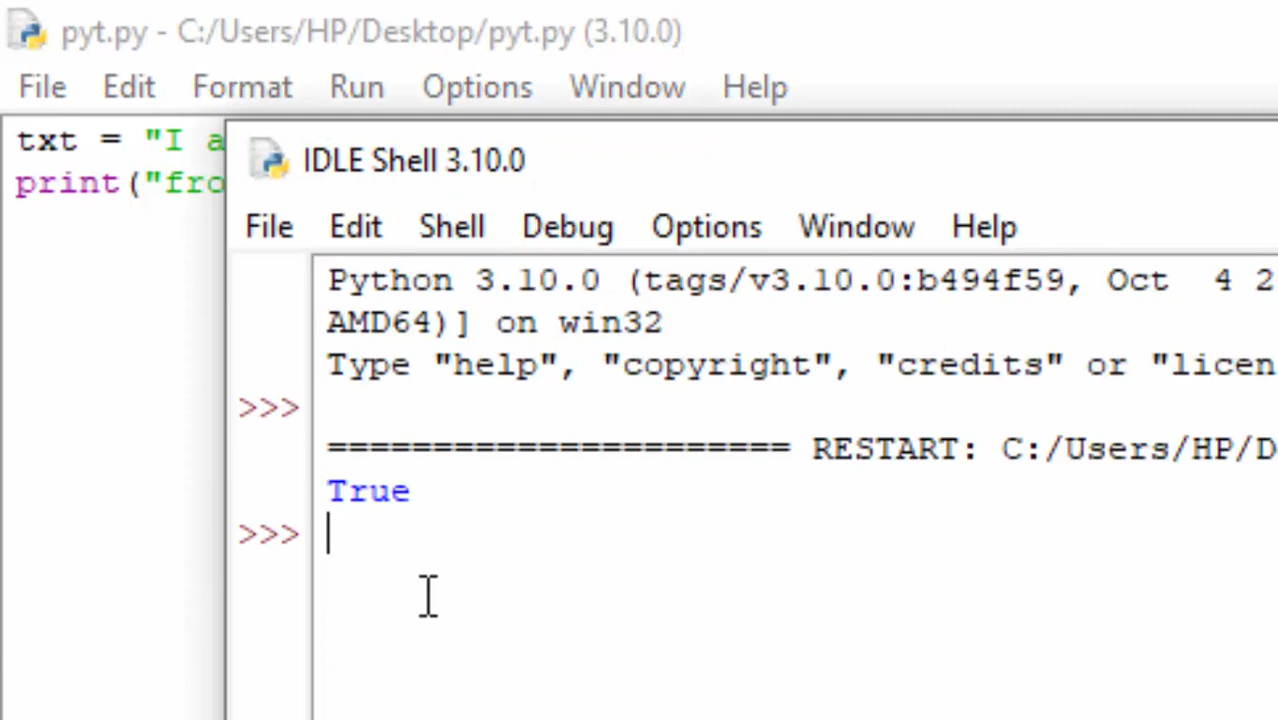 pyt.py - C:/Users/HP/Desktop/pyt.py (3.10.0)
File Edit Format Run Options Window Help
txt = "I a
print("fro
IDLE Shell 3.10.0
File Edit Shell Debug Options Window Help
Python 3.10.0 (tags/v3.10.0:b494f59, Oct  4 2
AMD64)] on win32
Type "help", "copyright", "credits" or "licen
>>>
====================== RESTART: C:/Users/HP/D
True
>>>